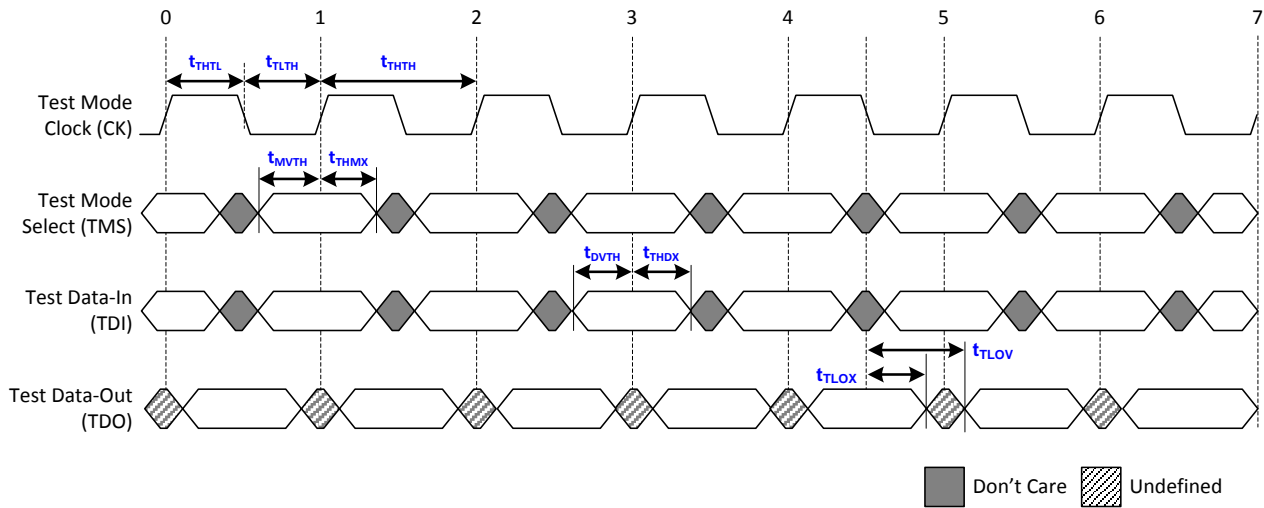 0 1 2 3 4 5 6 7
tTHTL tTLTH tTHTH
Test Mode
Clock (CK)
tMVTH tTHMX
Test Mode
Select (TMS)
tDVTH tTHDX
Test Data-In
(TDI)
tTLOV
tTLOX
Test Data-Out
(TDO)
Don't Care Undefined